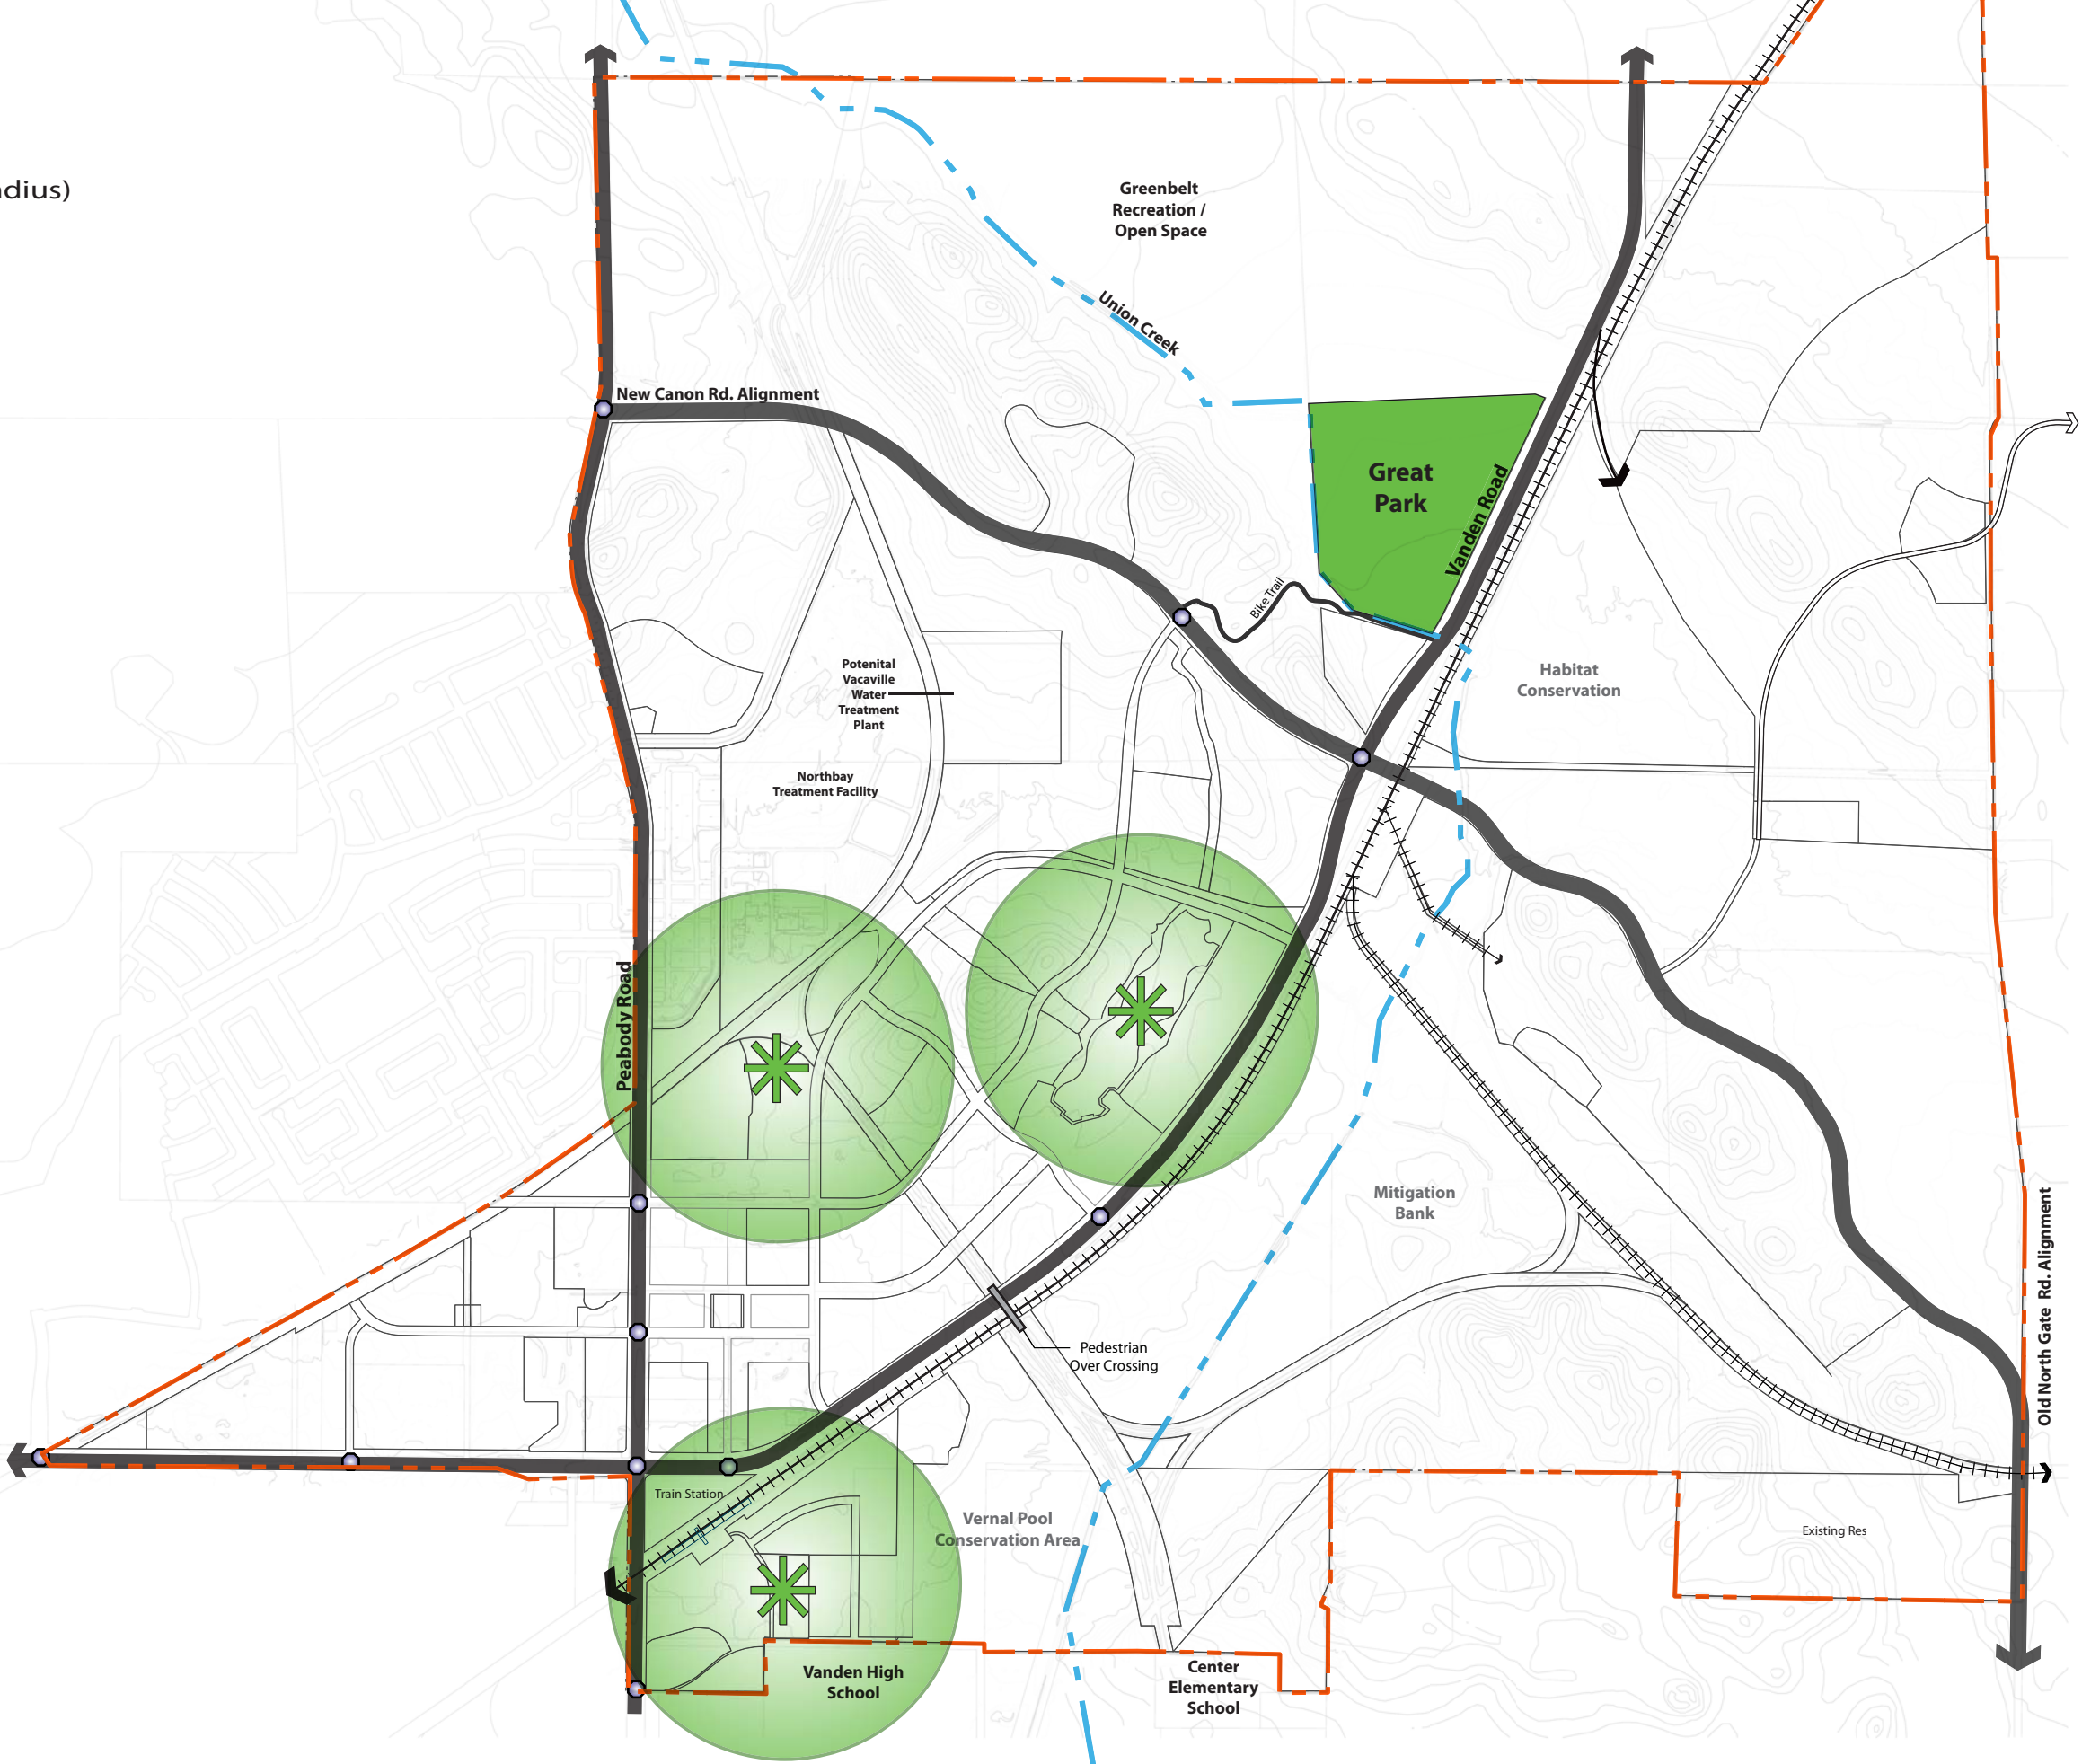 dius)
Greenbelt
Recreation /
Open Space
Union Creek
New Canon Rd. Alignment
Great
Park
Vanden Road
Bike Trail
Potenital
Vacaville
Water
Treatment
Plant
Habitat
Conservation
Northbay
Treatment Facility
Peabody Road
Mitigation
Bank
Old North Gate  Rd. Alignment
Pedestrian
Over Crossing
Train Station
Vernal Pool
Conservation Area
Existing Res
Vanden High
School
Center
Elementary
School